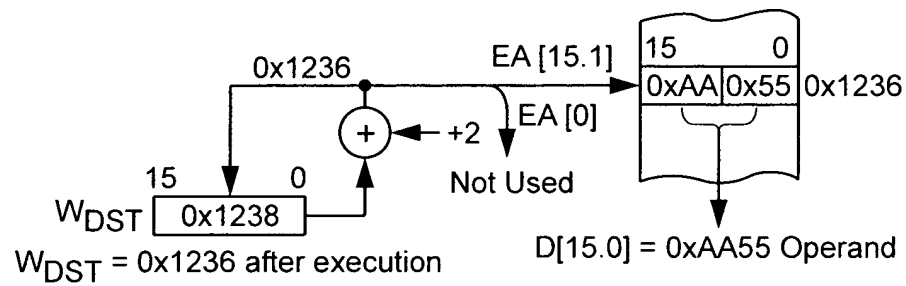 0x1236
EA [15.1]
15 0
0xAA 0x55 0x1236
EA [0]
+
+2
Not Used
15 0
WDST 0x1238
WDST = 0x1236 after execution
D[15.0] = 0xAA55 Operand